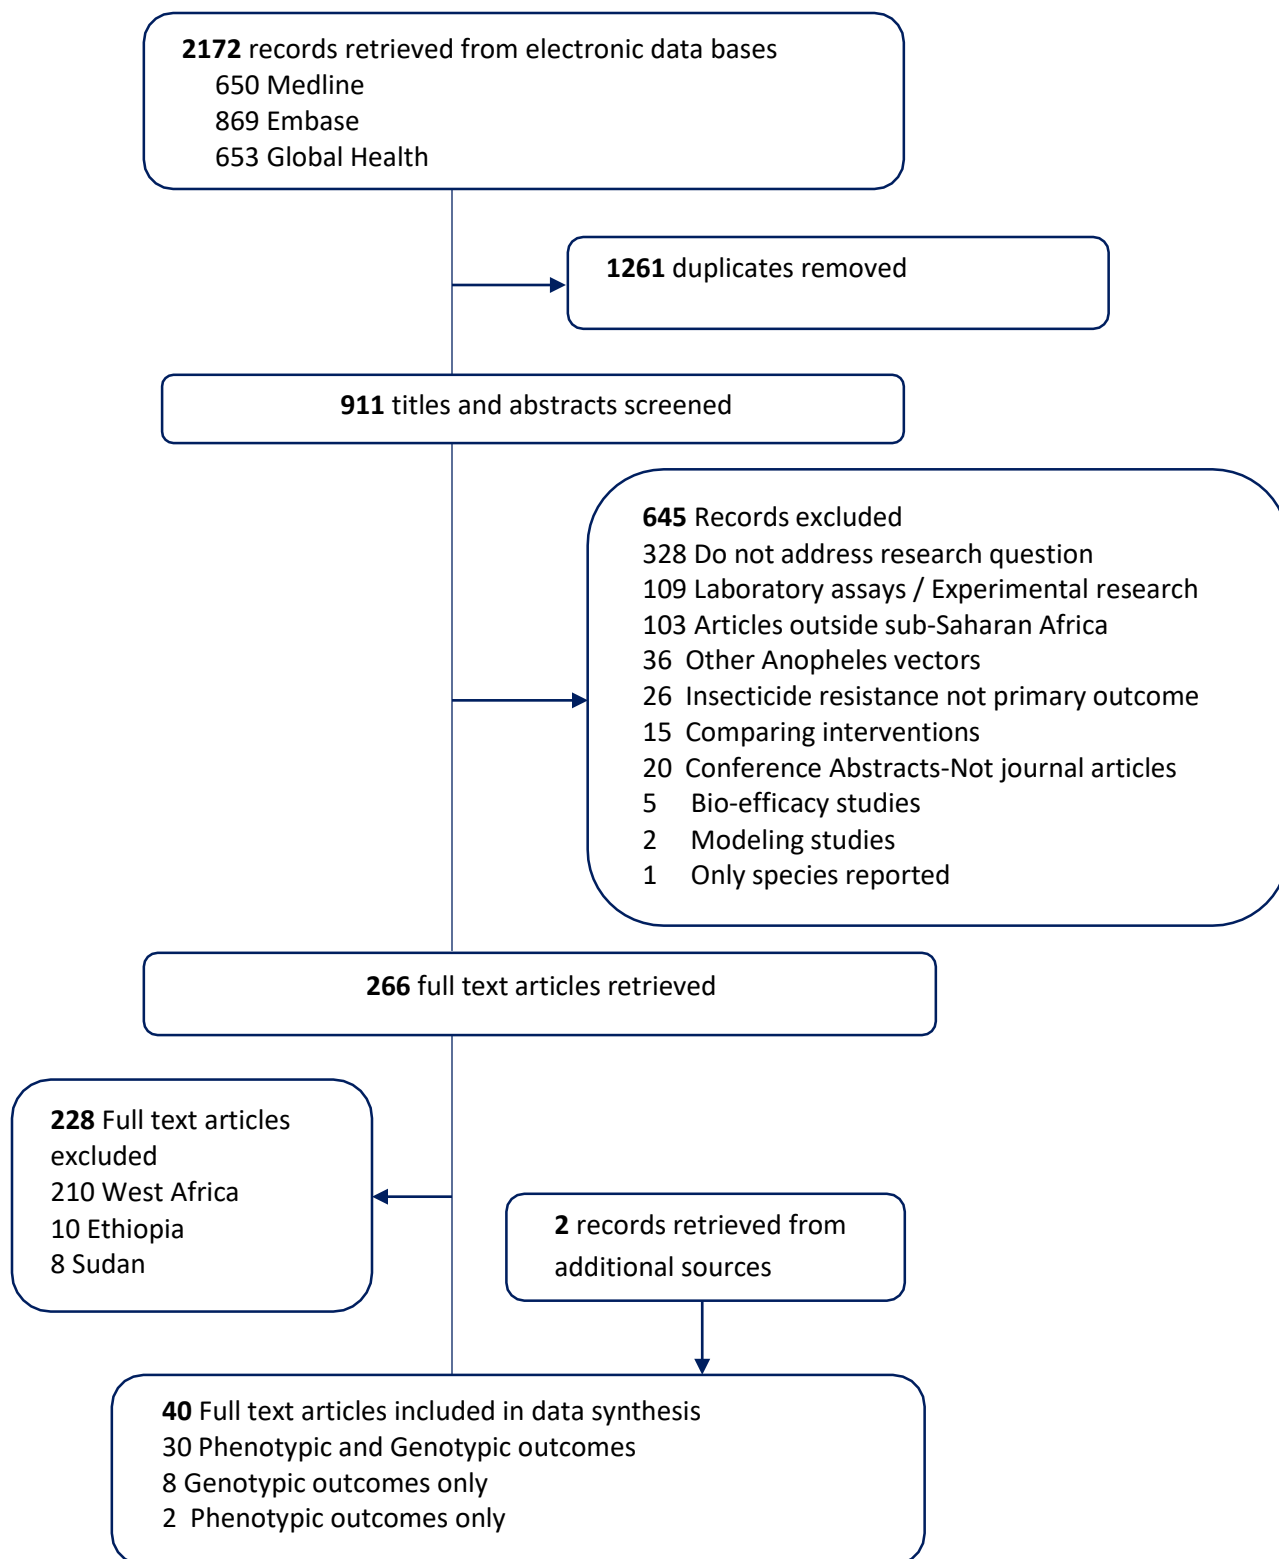 2172 records retrieved from electronic data bases
650 Medline
869 Embase
653 Global Health
1261 duplicates removed
911 titles and abstracts screened
645 Records excluded
328 Do not address research question
109 Laboratory assays / Experimental research
103 Articles outside sub-Saharan Africa
36 Other Anopheles vectors
26 Insecticide resistance not primary outcome
15 Comparing interventions
20 Conference Abstracts-Not journal articles
5 Bio-efficacy studies
2 Modeling studies
1 Only species reported
266 full text articles retrieved
228 Full text articles
excluded
210 West Africa
10 Ethiopia
8 Sudan
2 records retrieved from
additional sources
40 Full text articles included in data synthesis
30 Phenotypic and Genotypic outcomes
8 Genotypic outcomes only
2 Phenotypic outcomes only